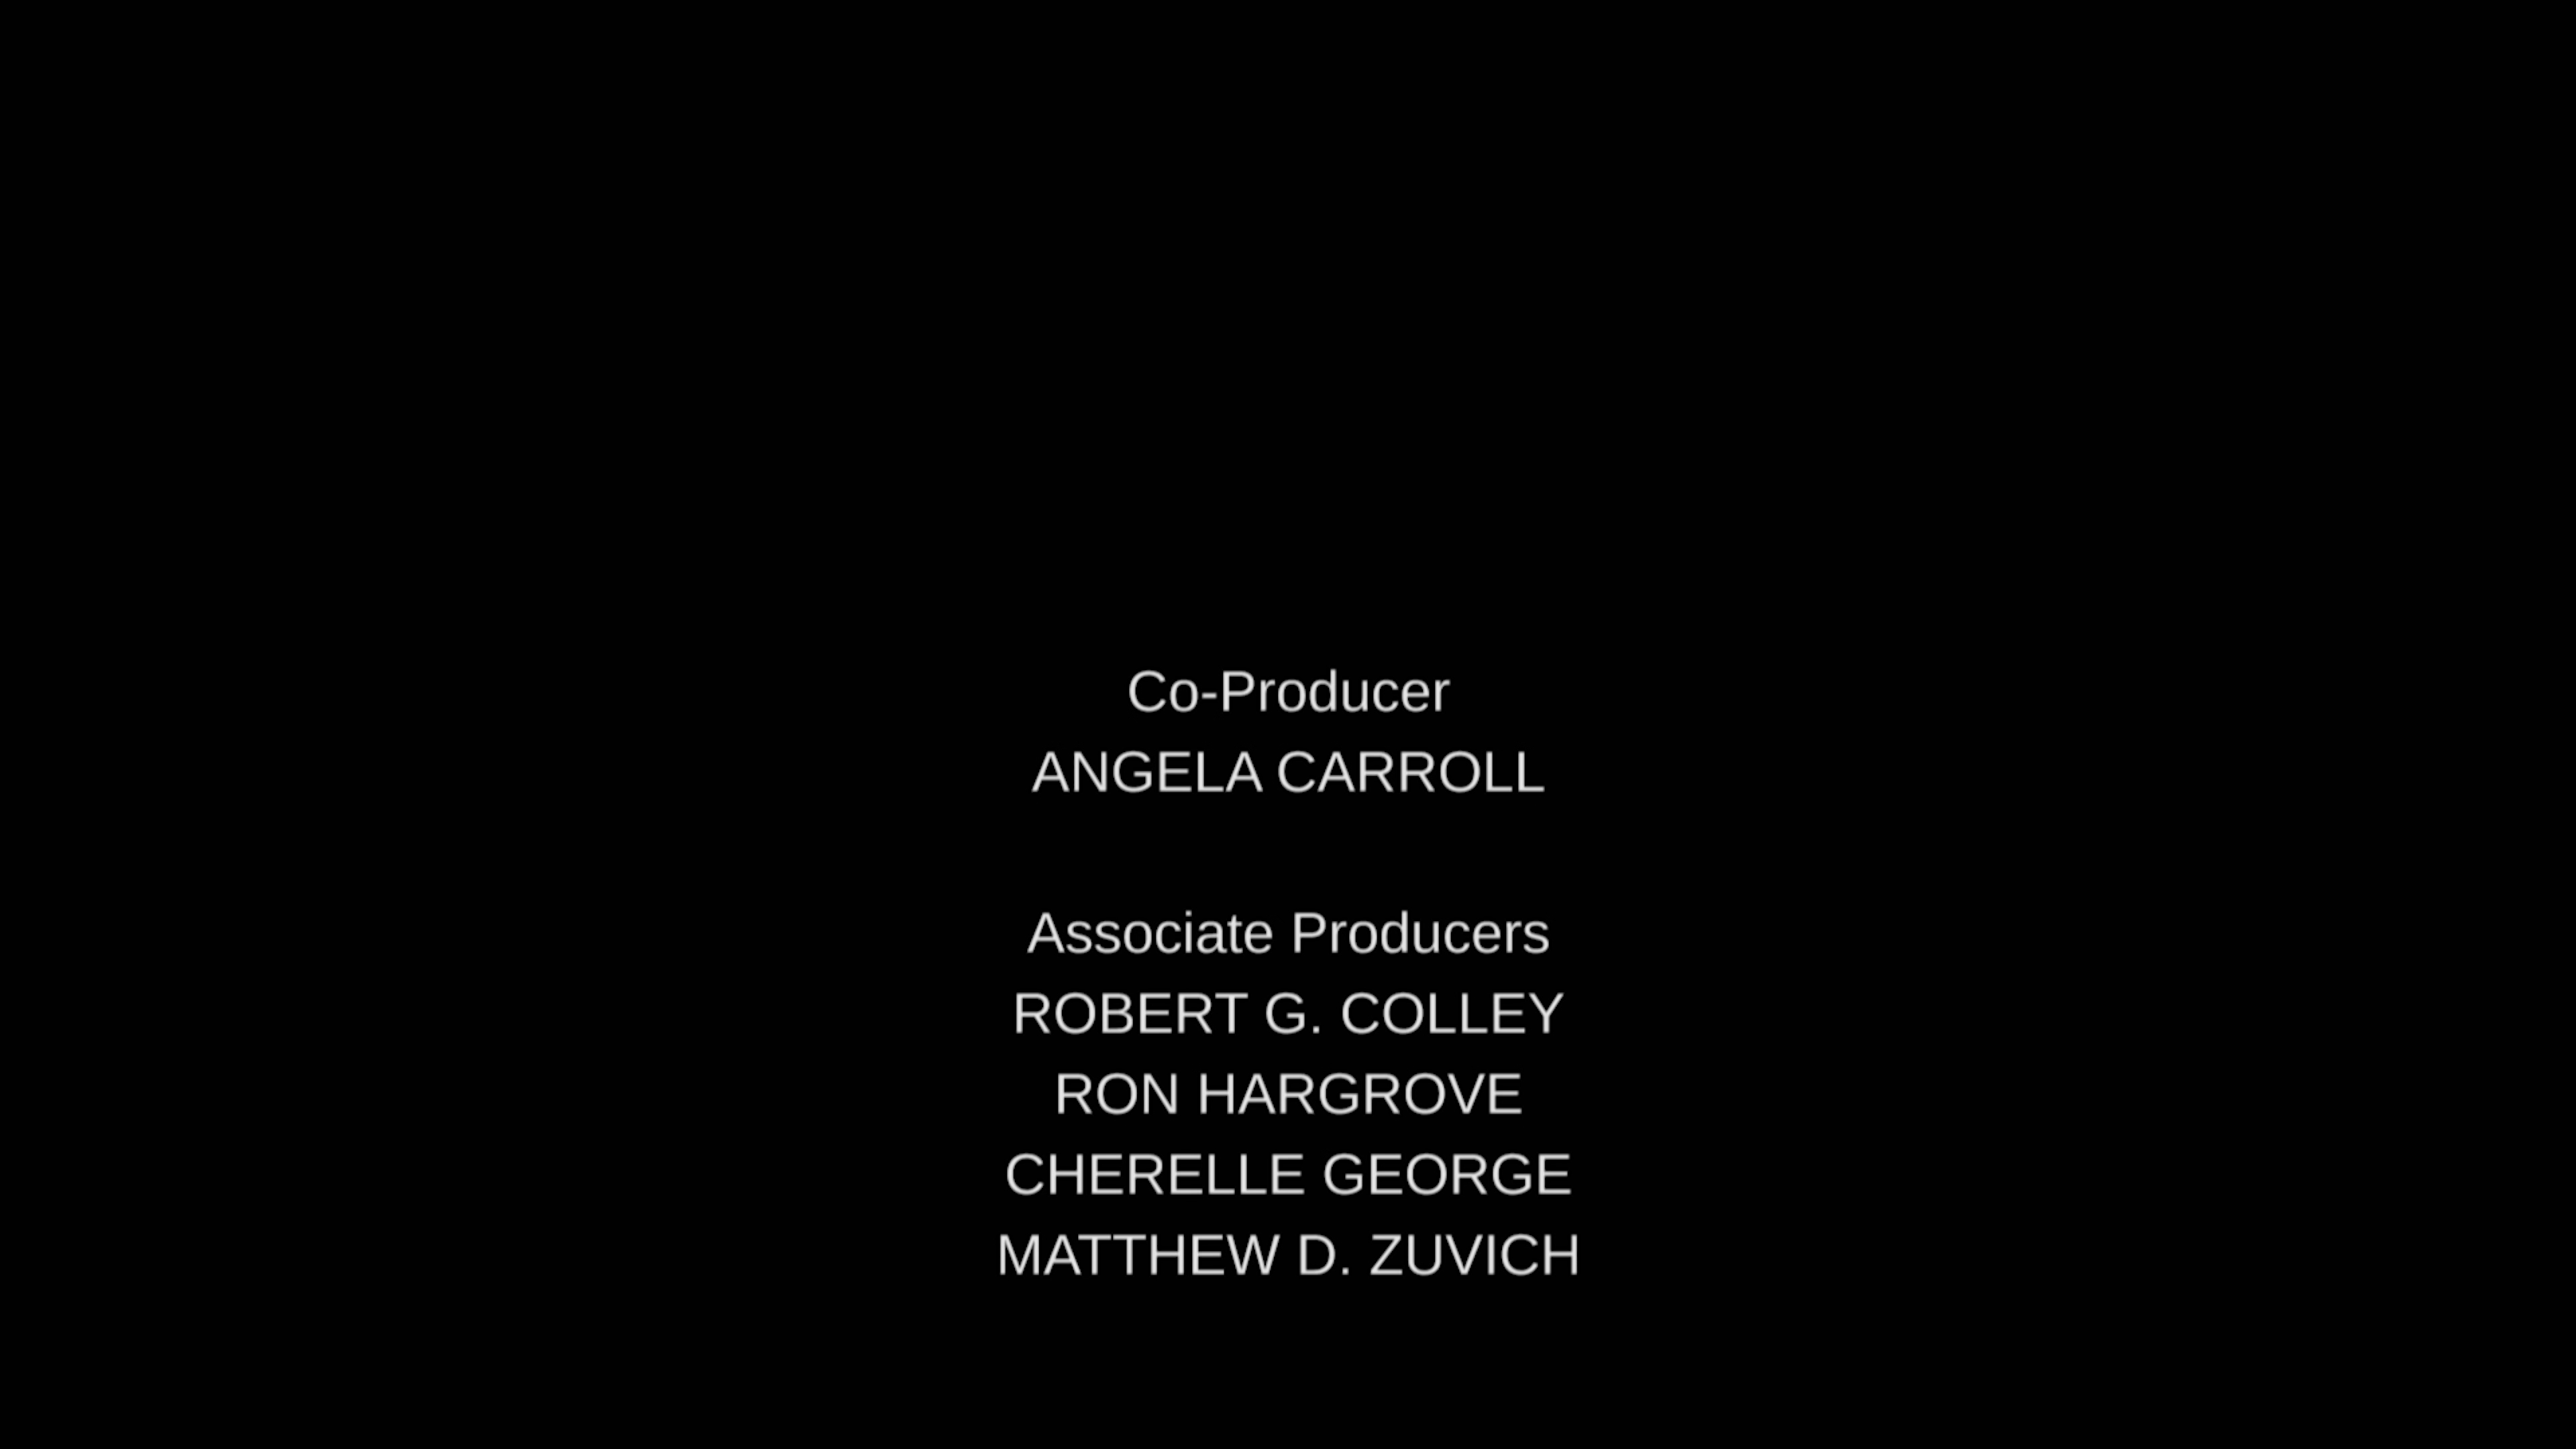 Co-Producer
ANGELA CARROLL
Associate Producers
ROBERT G. COLLEY
RON HARGROVE
CHERELLE GEORGE
MATTHEW D. ZUVICH